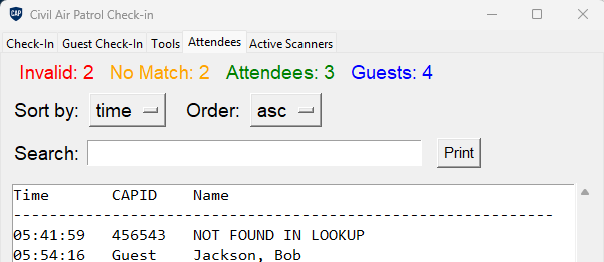 CAP Civil Air Patrol Check-in
Check-In Guest Check-In Tools Attendees Active Scanners
Invalid: 2 No Match: 2 Attendees: 3 Guests: 4
Sort by: time Order: asc
Search: Print
Time CAPID Name
------------------------------------------------------------
05:41:59 456543 NOT FOUND IN LOOKUP
05:54:16 Guest Jackson, Bob